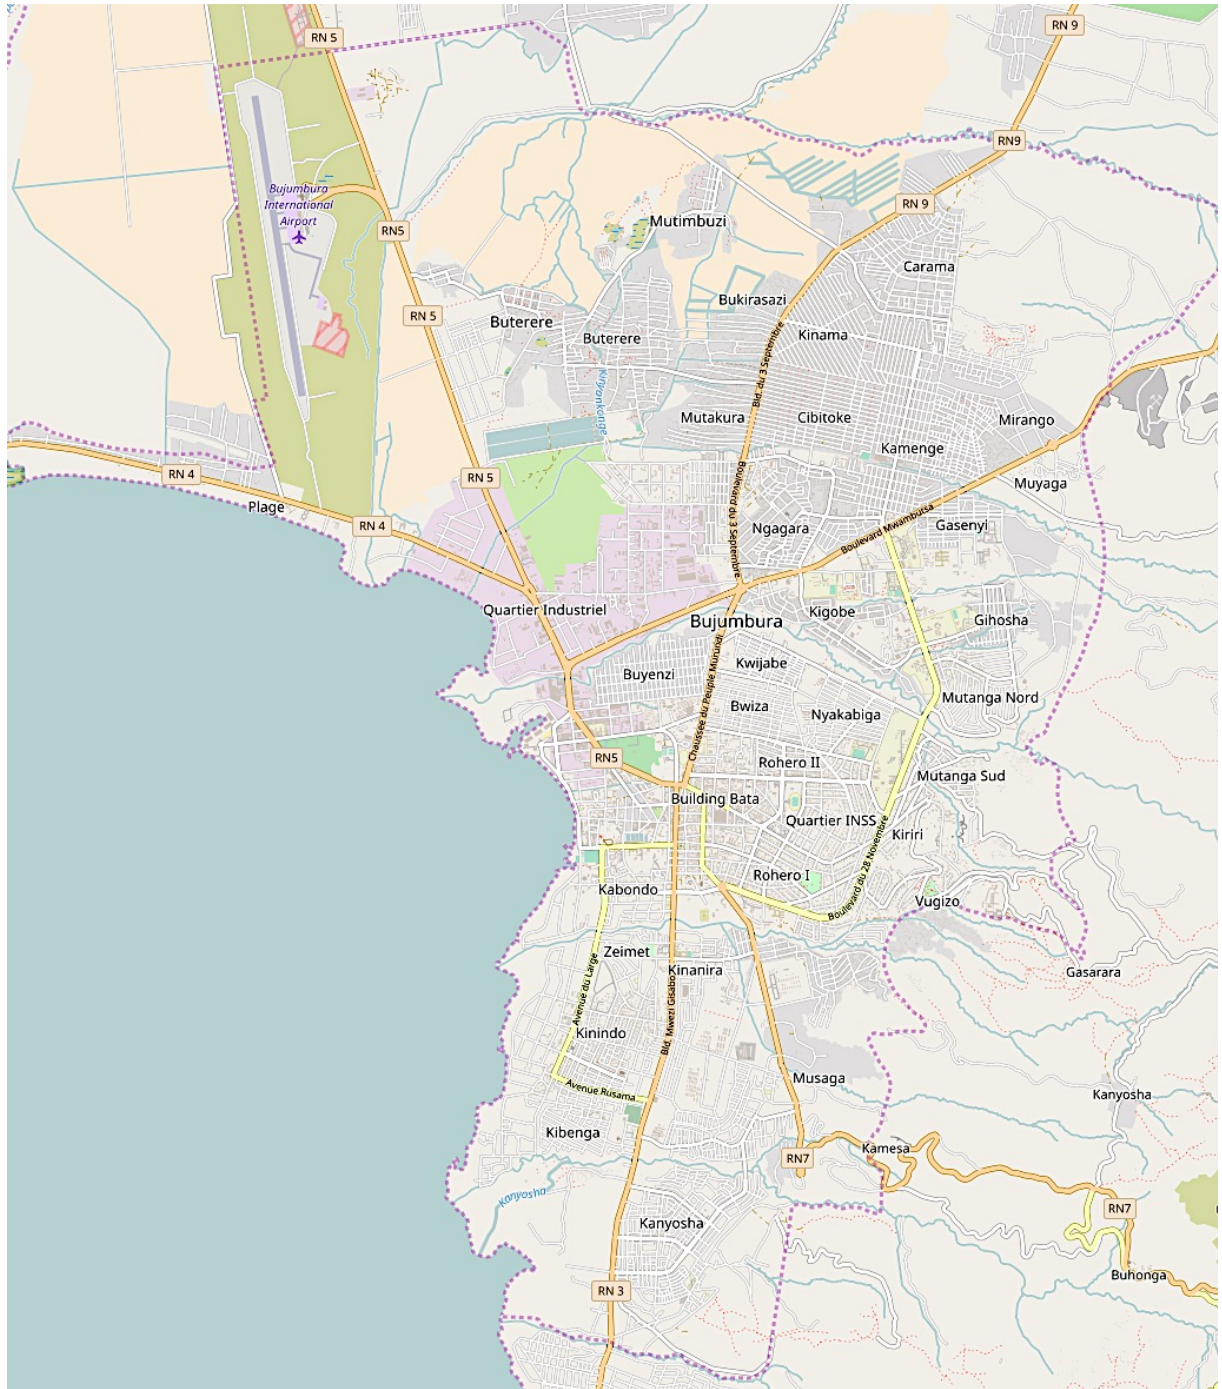 RN 5
RN 9
RN9
Bujumbura
International
Airport
RN 9
Mutimbuzi
RN5
Carama
Bukirasazi
RN 5
Buterere
Buterere
Kinama
Bld. du 3 Septembre
Kinyankonge
Mutakura
Cibitoke
Mirango
Kamenge
RN 4
RN 5
Muyaga
Plage
Boulevard du 3 Septembre
RN 4
Ngagara
Boulevard Mwambutsa
Gasenyi
Quartier Industriel
Kigobe
Bujumbura
Gihosha
Chaussée du Peuple Murundi
Kwijabe
Buyenzi
Mutanga Nord
Bwiza
Nyakabiga
RN5
Rohero II
Mutanga Sud
Building Bata
Quartier INSS
Kiriri
Boulevard du 28 Novembre
Rohero I
Kabondo
Vugizo
Zeimet
Kinanira
Gasarara
Avenue du Large
Bld. Mwezi Gisabo
Kinindo
Musaga
Avenue Rusama
Kanyosha
Kibenga
Kamesa
RN7
Kanyosha
RN7
Kanyosha
Buhonga
RN 3